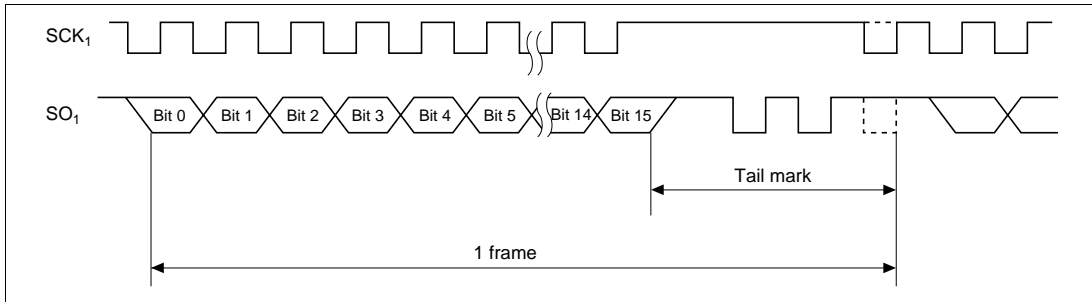 SCK₁
SO₁ Bit 0 Bit 1 Bit 2 Bit 3 Bit 4 Bit 5 Bit 14 Bit 15
Tail mark
1 frame